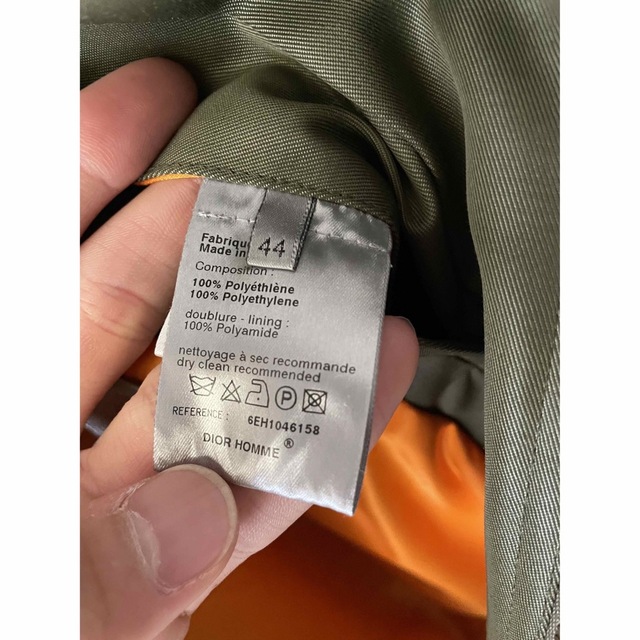 Fabriqué
44
Made in
Composition :
100% Polyéthlène
100% Polyethylene
doublure - lining :
100% Polyamide
nettoyage à sec recommande
dry clean recommended
P
REFERENCE : 6EH1046158
DIOR HOMME ®